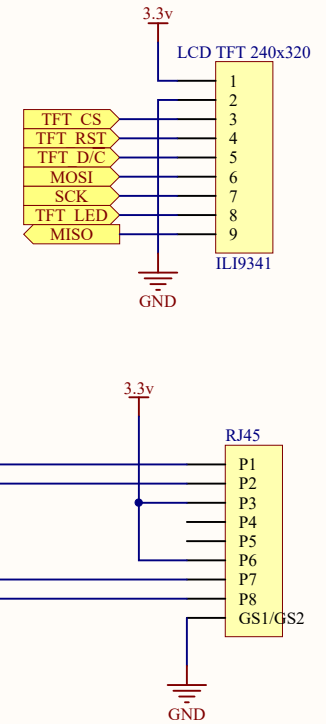 3.3v
LCD TFT 240x320
1
2
TFT_CS 3
TFT_RST 4
TFT_D/C 5
MOSI 6
SCK 7
TFT_LED 8
MISO 9
ILI9341
GND
3.3v
RJ45
P1
P2
P3
P4
P5
P6
P7
P8
GS1/GS2
GND